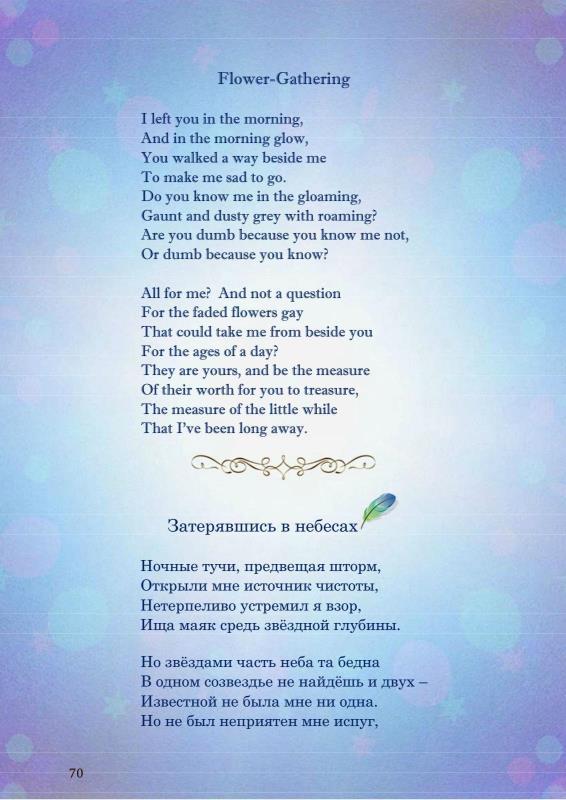 Flower-Gathering
I left you in the morning,
And in the morning glow,
You walked a way beside me
To make me sad to go.
Do you know me in the gloaming,
Gaunt and dusty grey with roaming?
Are you dumb because you know me not,
Or dumb because you know?
All for me? And not a question
For the faded flowers gay
That could take me from beside you
For the ages of a day?
They are yours, and be the measure
Of their worth for you to treasure,
The measure of the little while
That I've been long away.
Затерявшись в небесах
Ночные тучи, предвещая шторм,
Открыли мне источник чистоты,
Нетерпеливо устремил я взор,
Ища маяк средь звёздной глубины.
Но звёздами часть неба та бедна
В одном созвездье не найдёшь и двух –
Известной не была мне ни одна.
Но не был неприятен мне испуг,
70